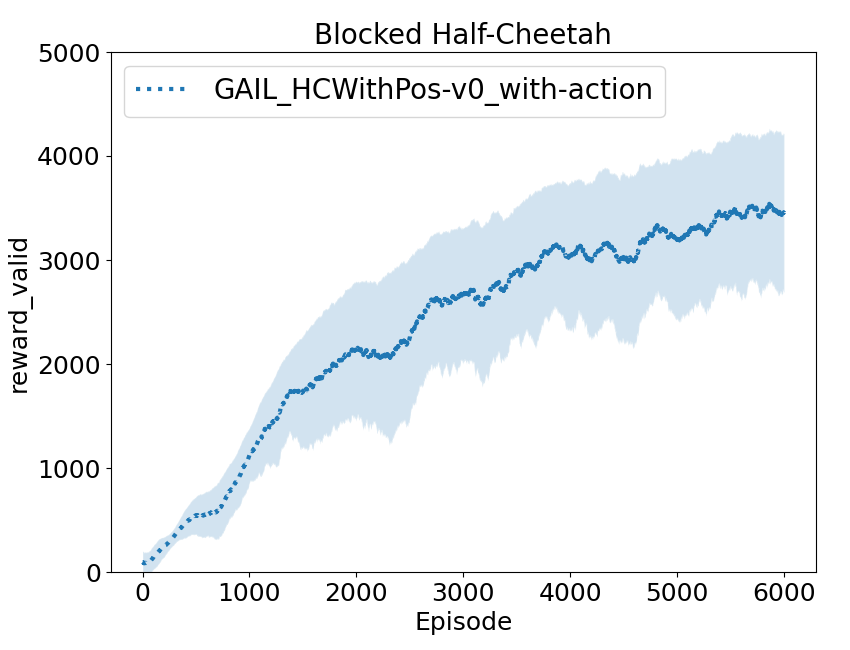 Blocked Half-Cheetah
GAIL_HCWithPos-v0_with-action
reward_valid
5000
4000
3000
2000
1000
0
0 1000 2000 3000 4000 5000 6000
Episode